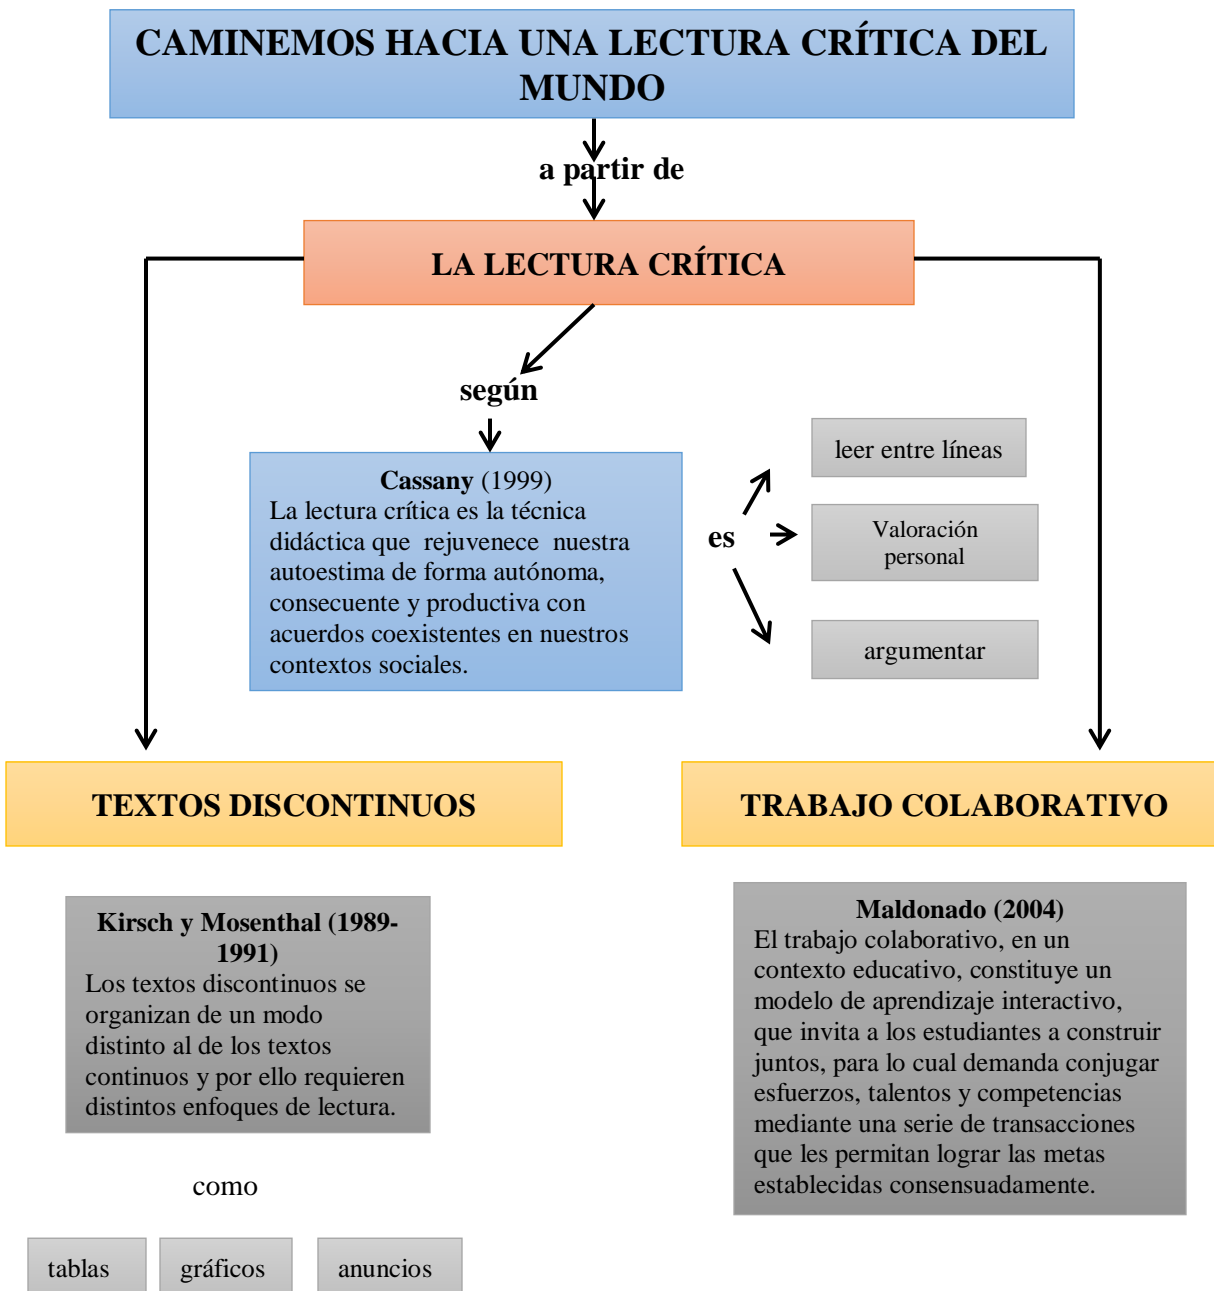 CAMINEMOS HACIA UNA LECTURA CRÍTICA DEL
MUNDO
a partir de
LA LECTURA CRÍTICA
según
Cassany (1999)
La lectura crítica es la técnica
didáctica que rejuvenece nuestra
autoestima de forma autónoma,
consecuente y productiva con
acuerdos coexistentes en nuestros
contextos sociales.
es
leer entre líneas
Valoración
personal
argumentar
TEXTOS DISCONTINUOS
Kirsch y Mosenthal (1989-
1991)
Los textos discontinuos se
organizan de un modo
distinto al de los textos
continuos y por ello requieren
distintos enfoques de lectura.
como
tablas
gráficos
anuncios
TRABAJO COLABORATIVO
Maldonado (2004)
El trabajo colaborativo, en un
contexto educativo, constituye un
modelo de aprendizaje interactivo,
que invita a los estudiantes a construir
juntos, para lo cual demanda conjugar
esfuerzos, talentos y competencias
mediante una serie de transacciones
que les permitan lograr las metas
establecidas consensuadamente.